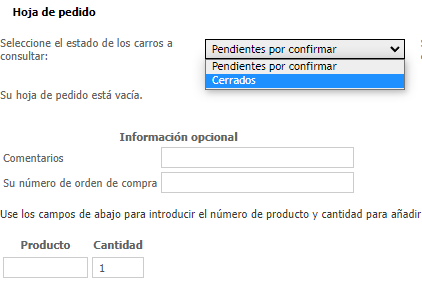 Hoja de pedido
Seleccione el estado de los carros a
consultar:
Pendientes por confirmar
Pendientes por confirmar
Cerrados
Su hoja de pedido está vacía.
Información opcional
Comentarios
Su número de orden de compra
Use los campos de abajo para introducir el número de producto y cantidad para añadir
Producto Cantidad
1